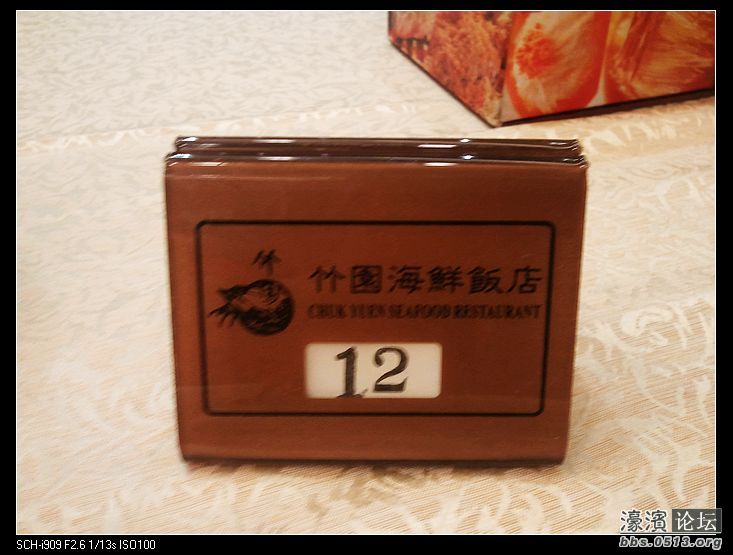 竹
竹園海鮮飯店
CHUK YUEN SEAFOOD RESTAURANT
12
SCH-i909 F2.6 1/13s ISO100
濠濱论坛
bbs.0513.org